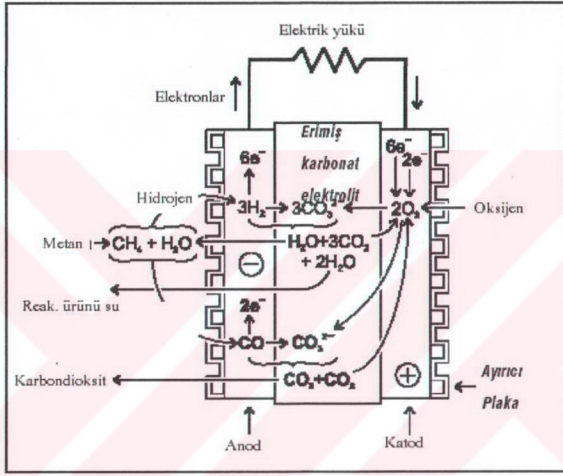 Elektrik yükü
Elektronlar
Erimiş
karbonat
elektrolit
6e⁻
6e⁻
2e⁻
Hidrojen
3H₂
3CO₃²⁻
2O₂
Oksijen
Metan
CH₄ + H₂O
H₂O+3CO₂
+ 2H₂O
⊖
Reak. ürünü su
2e⁻
CO
CO₃²⁻
Karbondioksit
CO₂+CO₂
⊕
Ayırıcı
Plaka
Anod
Katod